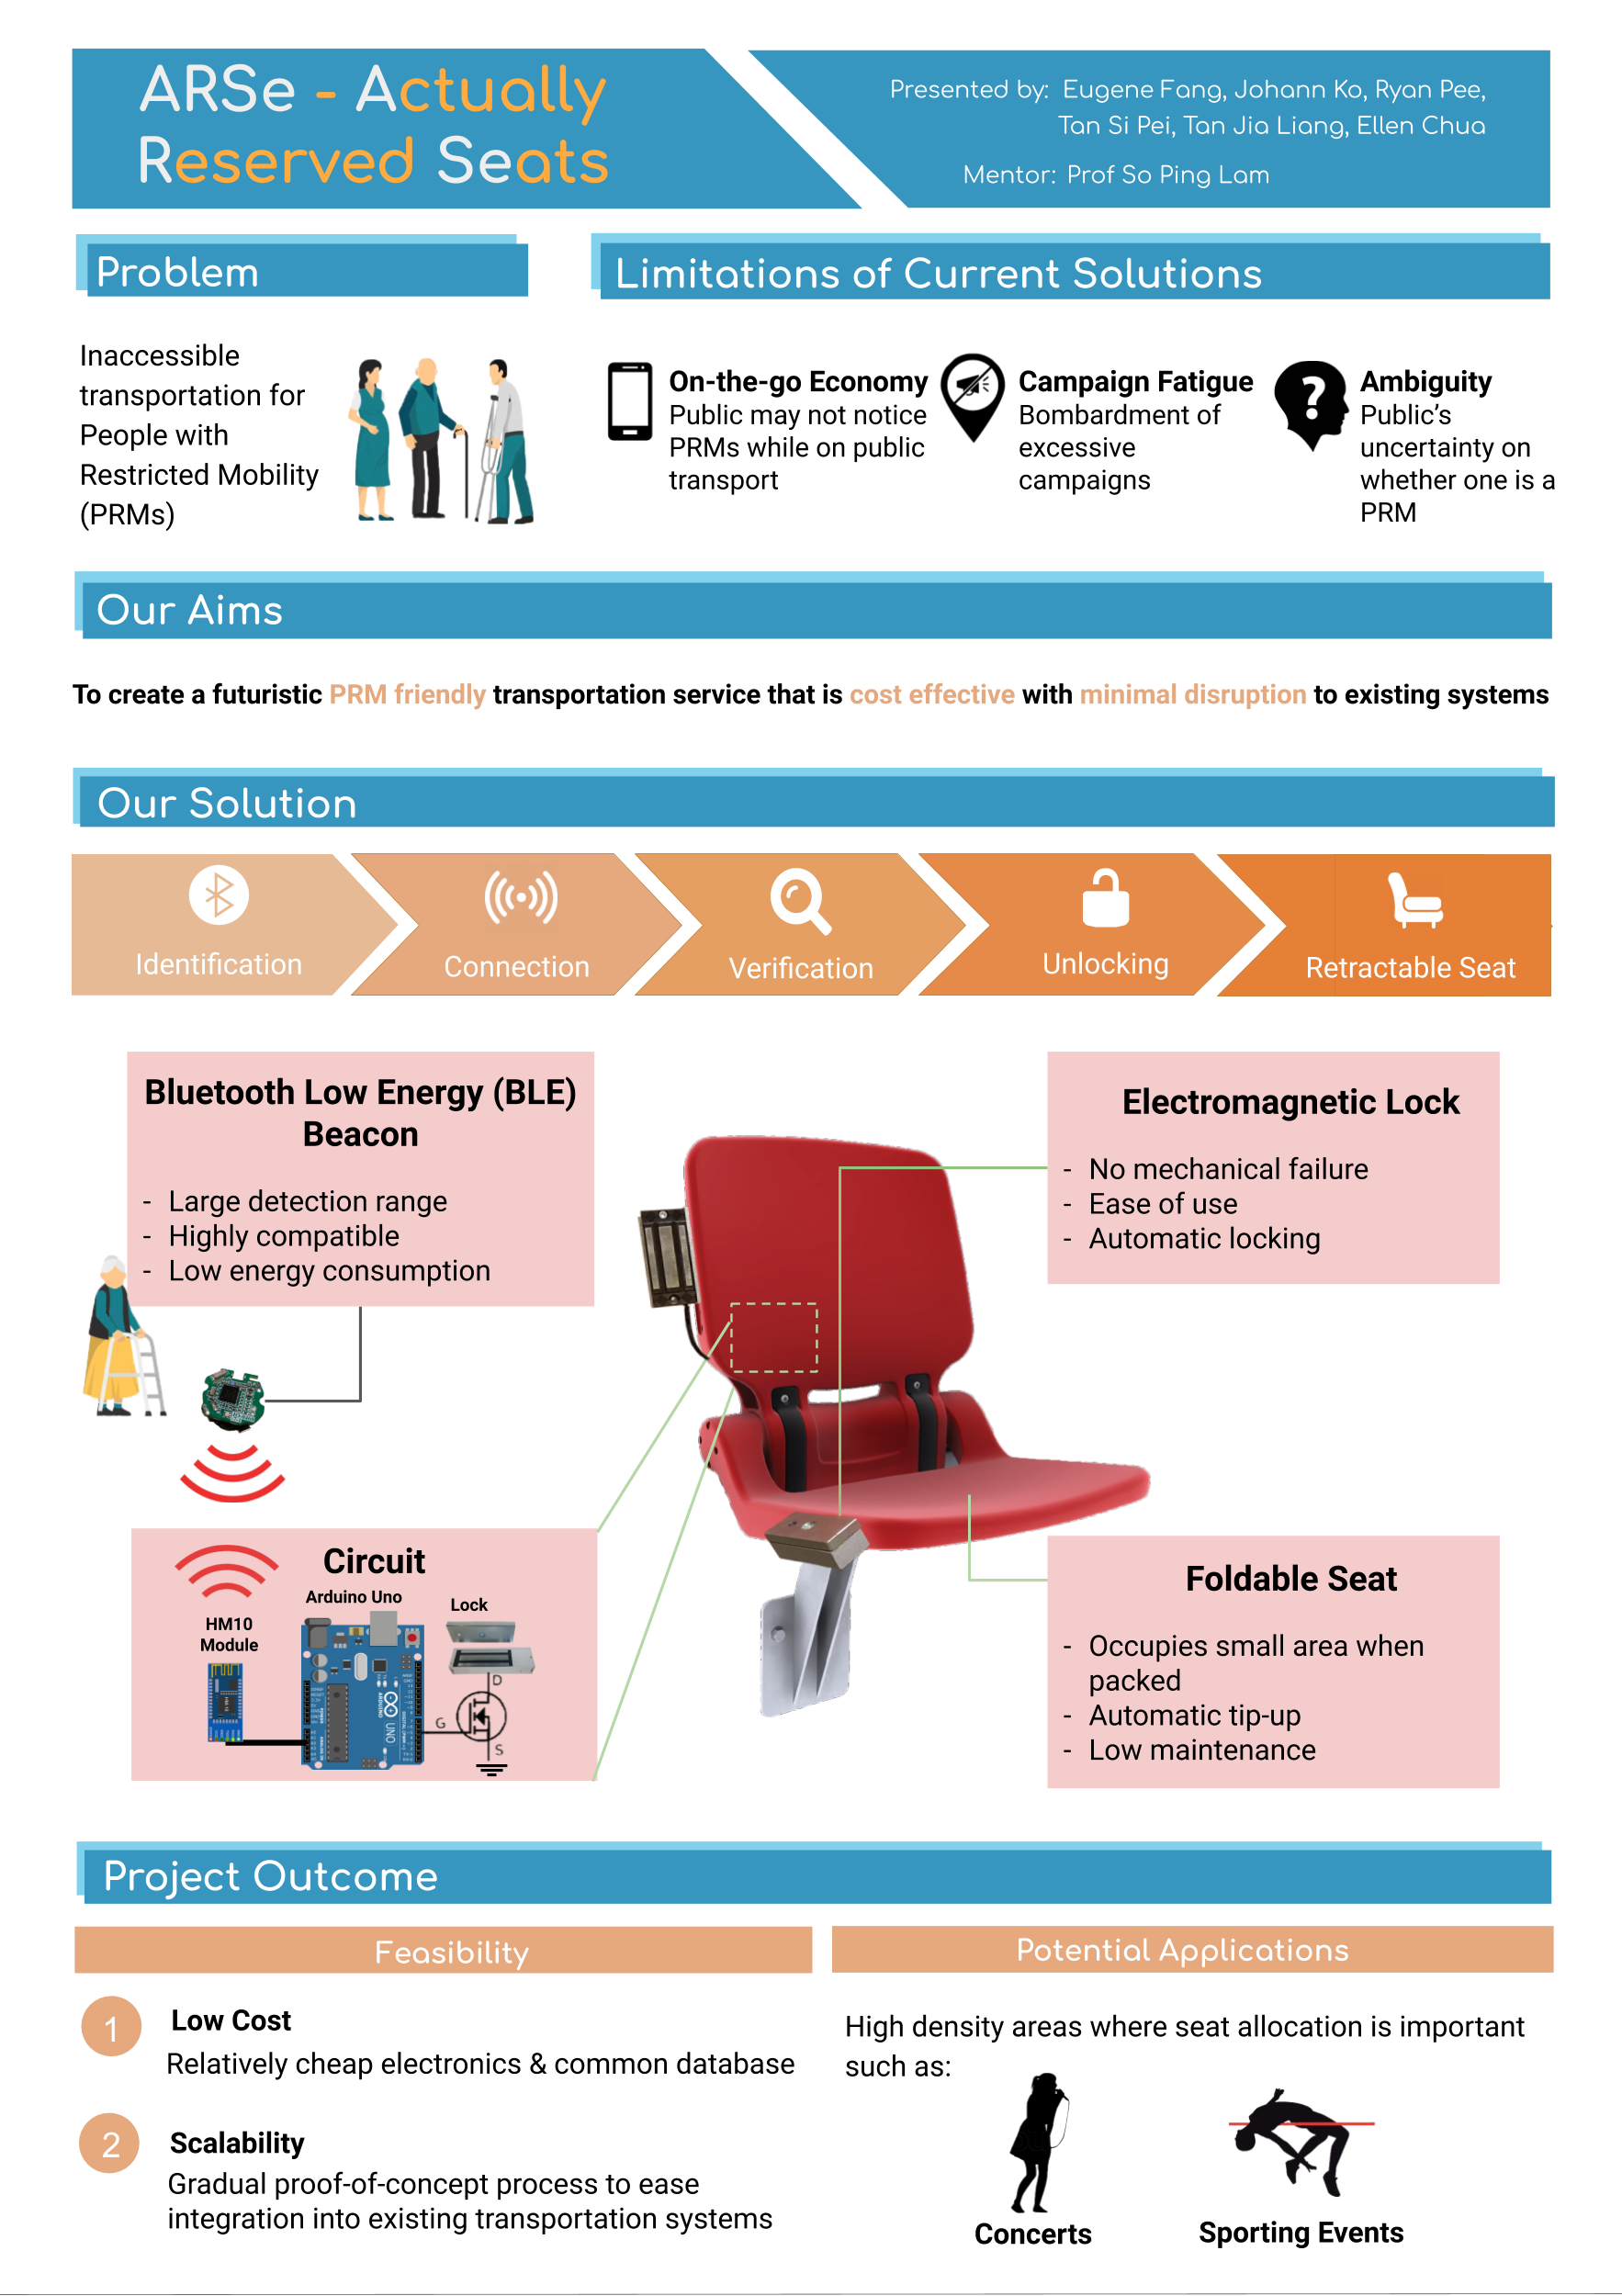 ARSe - Actually
Reserved Seats
Presented by: Eugene Fang, Johann Ko, Ryan Pee,
Tan Si Pei, Tan Jia Liang, Ellen Chua
Mentor: Prof So Ping Lam
Problem
Inaccessible
transportation for
People with
Restricted Mobility
(PRMs)
Limitations of Current Solutions
On-the-go Economy
Public may not notice
PRMs while on public
transport
Campaign Fatigue
Bombardment of
excessive
campaigns
?
Ambiguity
Public's
uncertainty on
whether one is a
PRM
Our Aims
To create a futuristic PRM friendly transportation service that is cost effective with minimal disruption to existing systems
Our Solution
Identification
Connection
Verification
Unlocking
Retractable Seat
Bluetooth Low Energy (BLE)
Beacon
- Large detection range
- Highly compatible
- Low energy consumption
Electromagnetic Lock
- No mechanical failure
- Ease of use
- Automatic locking
Circuit
Arduino Uno
Lock
HM10
Module
D
G
S
UNO
ARDUINO
Foldable Seat
- Occupies small area when
packed
- Automatic tip-up
- Low maintenance
Project Outcome
Feasibility
1
Low Cost
Relatively cheap electronics & common database
2
Scalability
Gradual proof-of-concept process to ease
integration into existing transportation systems
Potential Applications
High density areas where seat allocation is important
such as:
Concerts
Sporting Events